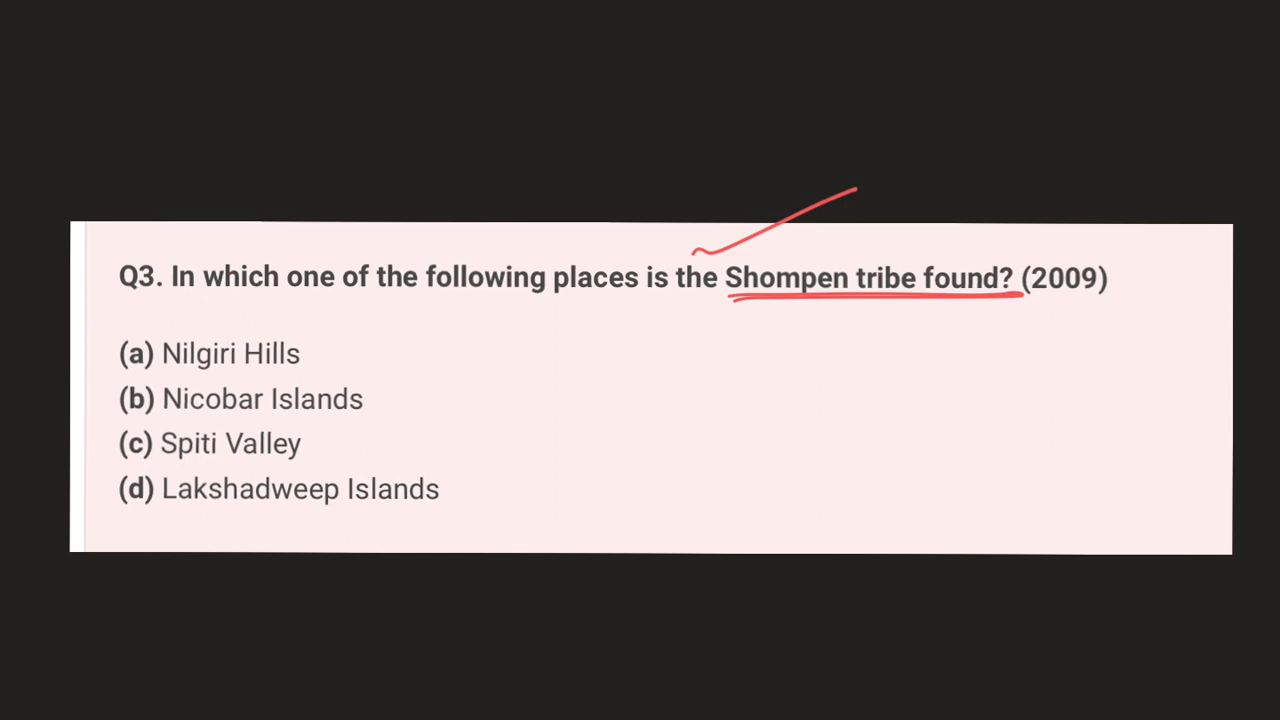 Q3. In which one of the following places is the Shompen tribe found? (2009)
(a) Nilgiri Hills
(b) Nicobar Islands
(c) Spiti Valley
(d) Lakshadweep Islands